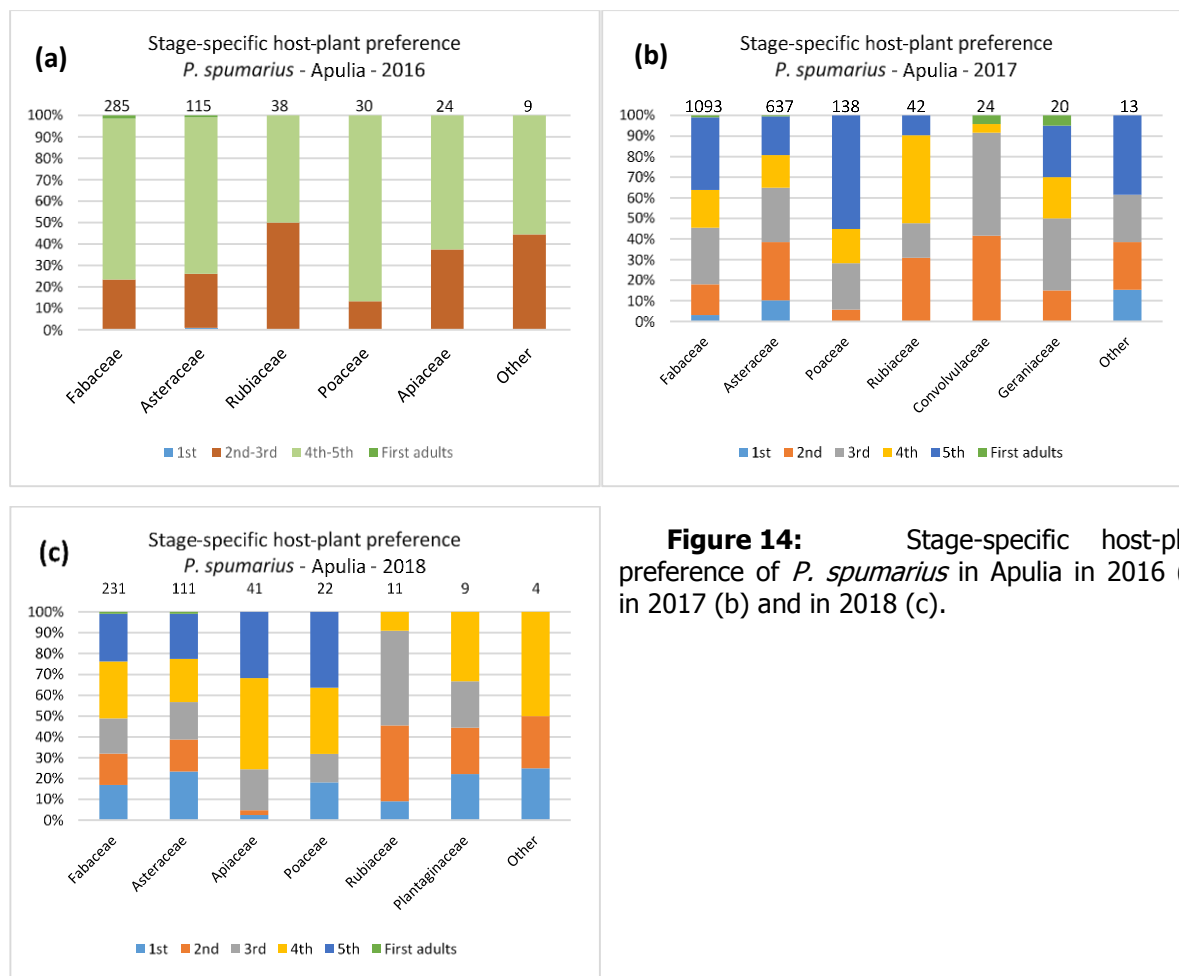 (a)
Stage-specific host-plant preference
P. spumarius - Apulia - 2016
285 115 38 30 24 9
100%
90%
80%
70%
60%
50%
40%
30%
20%
10%
0%
Fabaceae
Asteraceae
Rubiaceae
Poaceae
Apiaceae
Other
1st 2nd-3rd 4th-5th First adults
(b)
Stage-specific host-plant preference
P. spumarius - Apulia - 2017
1093 637 138 42 24 20 13
100%
90%
80%
70%
60%
50%
40%
30%
20%
10%
0%
Fabaceae
Asteraceae
Poaceae
Rubiaceae
Convolvulaceae
Geraniaceae
Other
1st 2nd 3rd 4th 5th First adults
(c)
Stage-specific host-plant preference
P. spumarius - Apulia - 2018
231 111 41 22 11 9 4
100%
90%
80%
70%
60%
50%
40%
30%
20%
10%
0%
Fabaceae
Asteraceae
Apiaceae
Poaceae
Rubiaceae
Plantaginaceae
Other
1st 2nd 3rd 4th 5th First adults
Figure 14: Stage-specific host-pl
preference of P. spumarius in Apulia in 2016 (
in 2017 (b) and in 2018 (c).